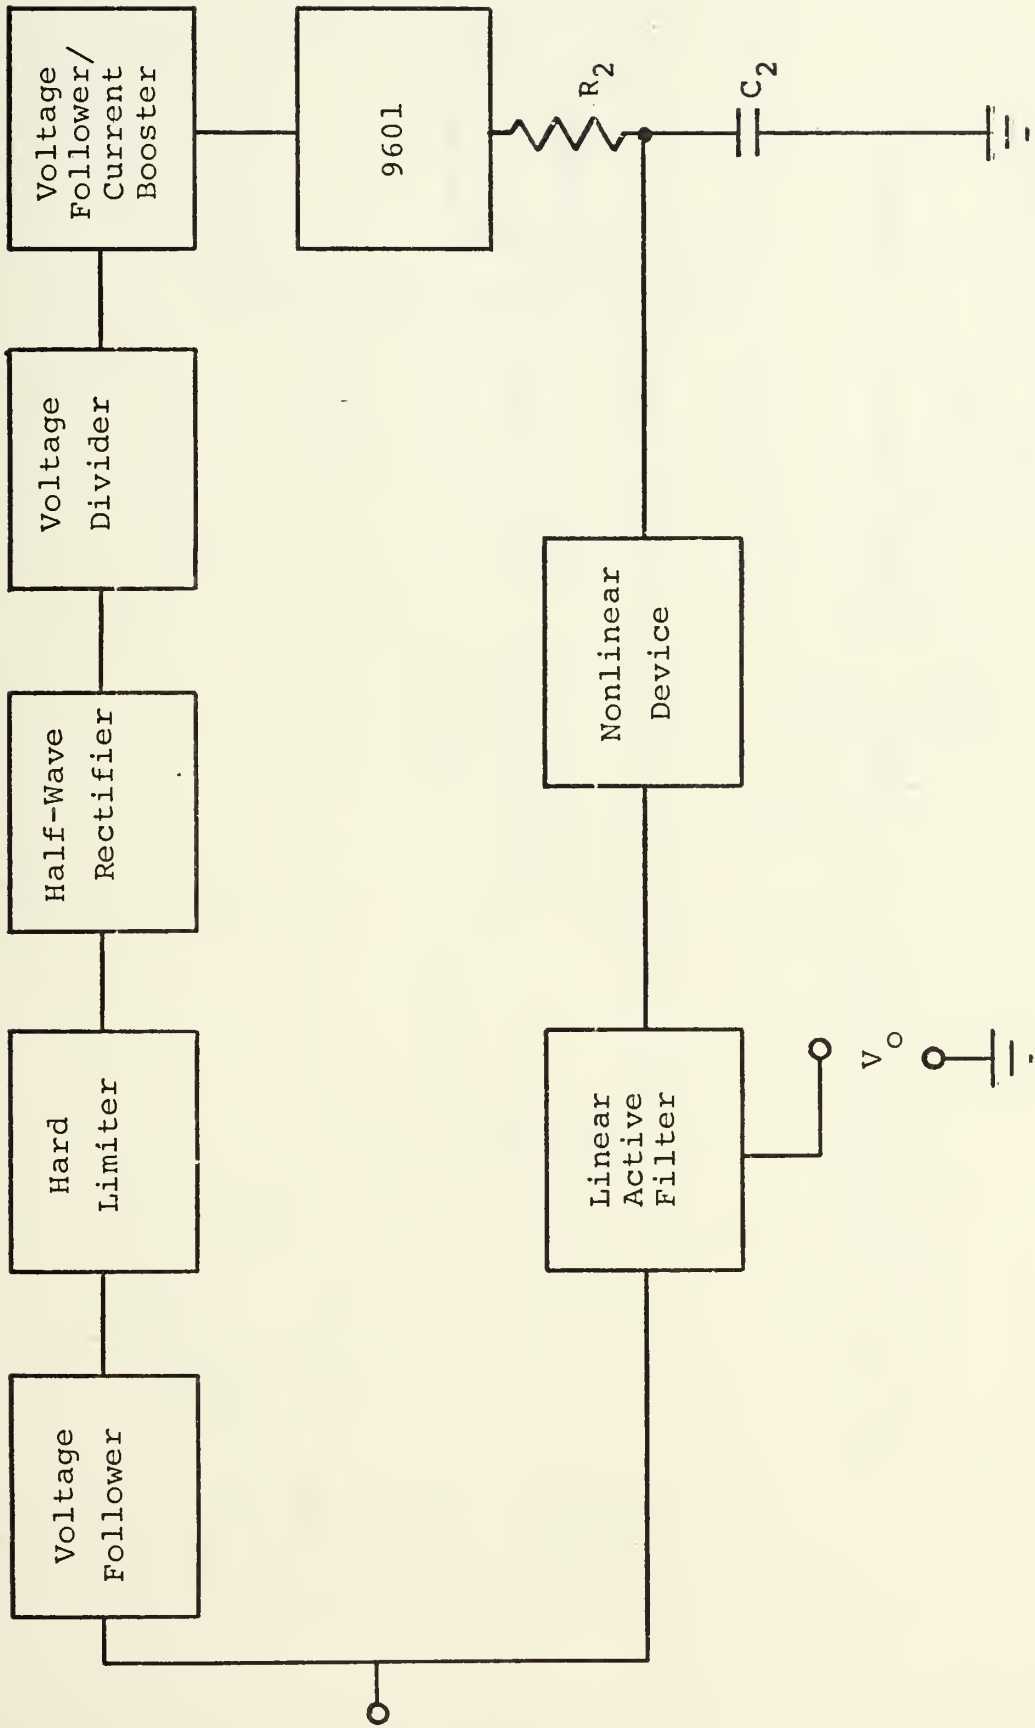 Voltage
Follower
Hard
Limiter
Half-Wave
Rectifier
Voltage
Divider
Voltage
Follower/
Current
Booster
9601
R2
C2
Nonlinear
Device
Linear
Active
Filter
Vo